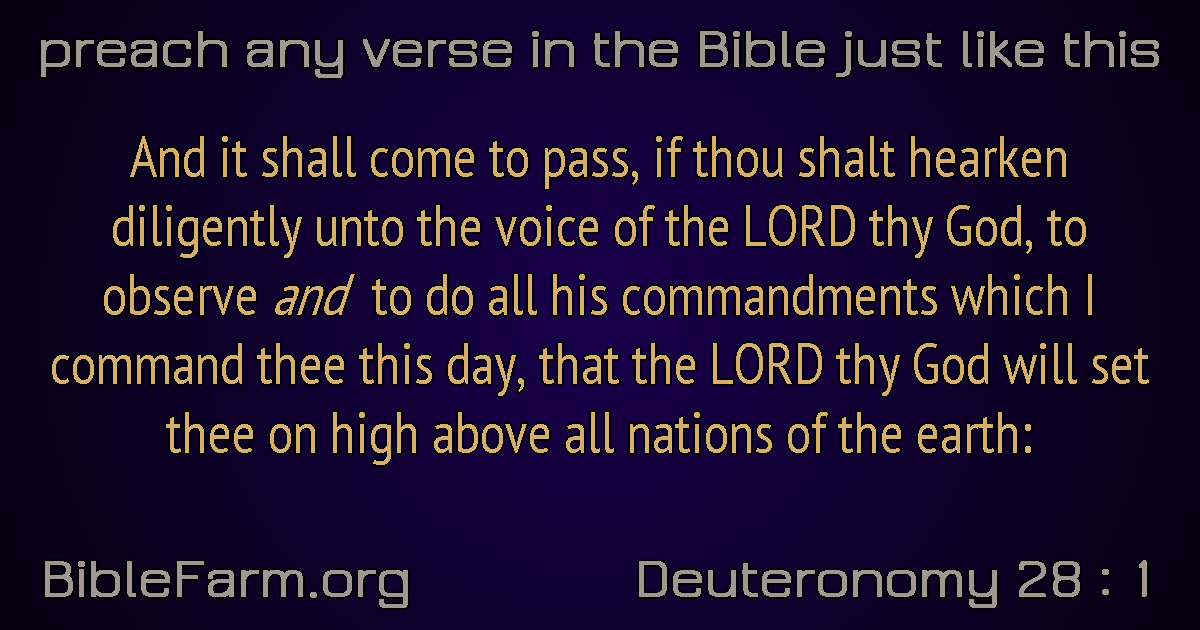 preach any verse in the Bible just like this
And it shall come to pass, if thou shalt hearken
diligently unto the voice of the LORD thy God, to
observe and to do all his commandments which I
command thee this day, that the LORD thy God will set
thee on high above all nations of the earth:
BibleFarm.org
Deuteronomy 28 : 1